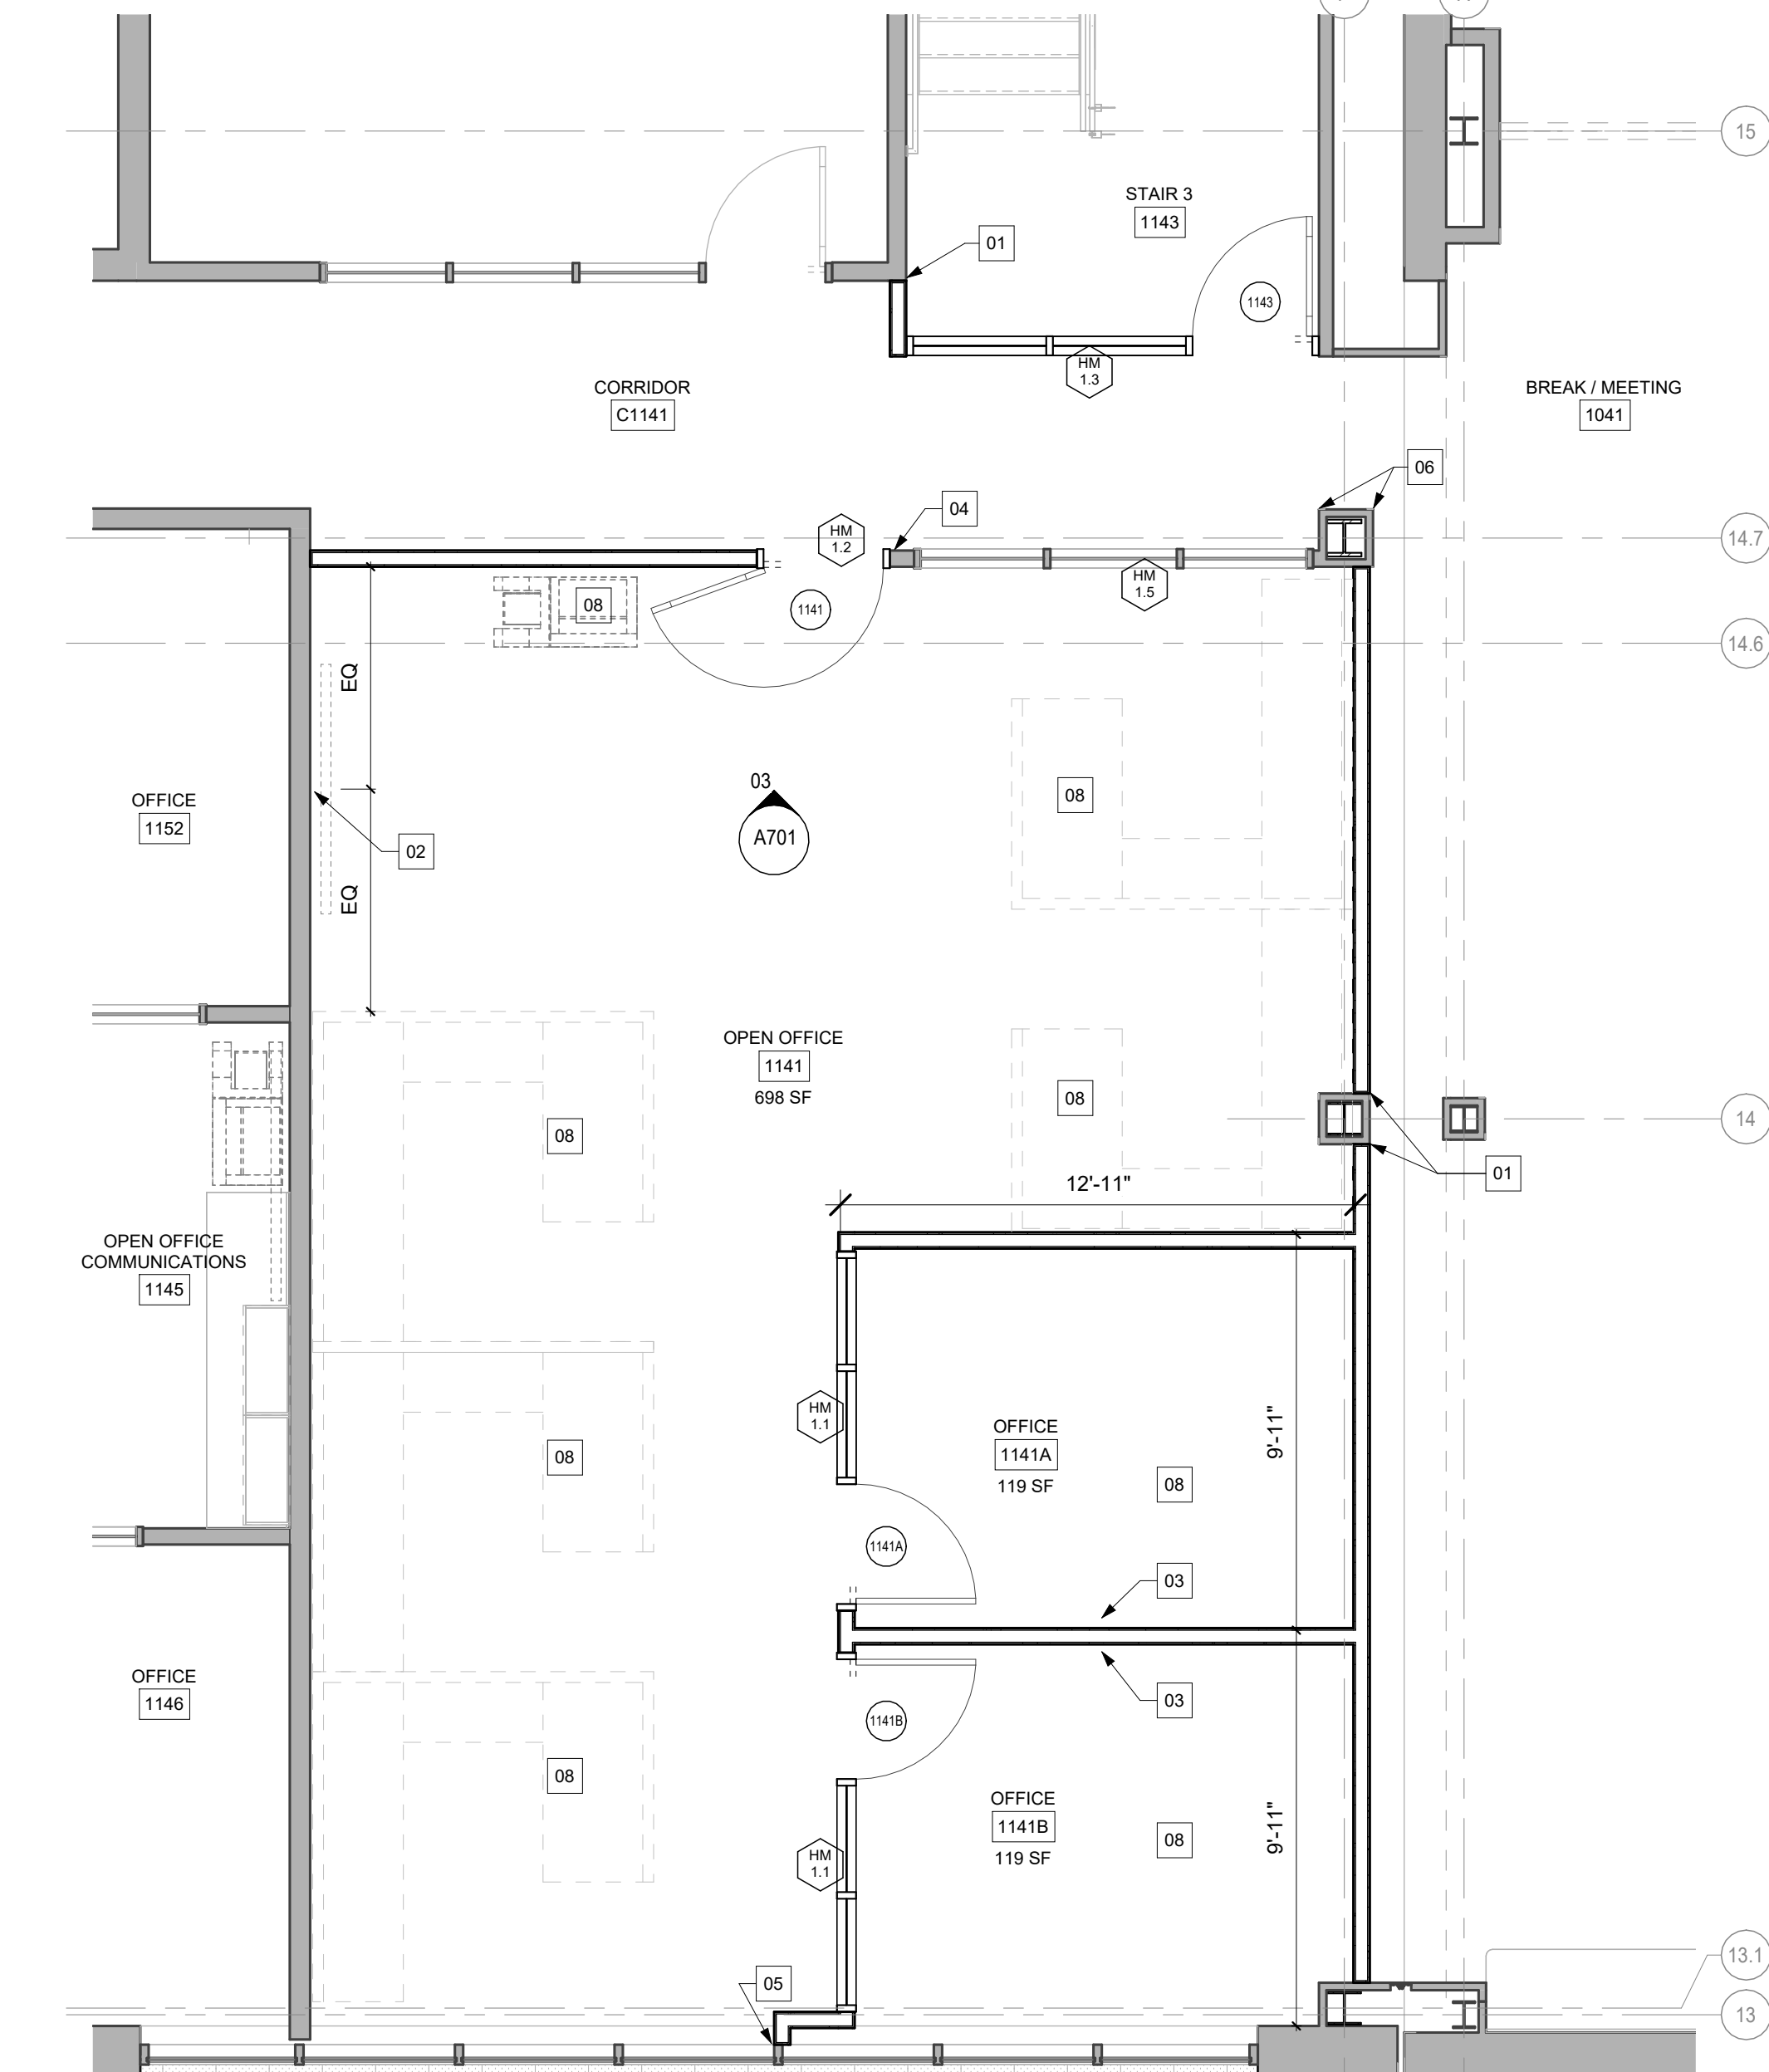 15
STAIR 3
1143
01
1143
HM
1.3
CORRIDOR
C1141
BREAK / MEETING
1041
06
04
HM
1.2
14.7
HM
1.5
08
1141
14.6
EQ
03
A701
08
OFFICE
1152
02
EQ
OPEN OFFICE
1141
698 SF
08
08
14
01
12'-11"
OPEN OFFICE
COMMUNICATIONS
1145
HM
1.1
OFFICE
1141A
119 SF
9'-11"
08
08
1141A
03
OFFICE
1146
03
1141B
08
OFFICE
1141B
119 SF
9'-11"
08
HM
1.1
05
13.1
13